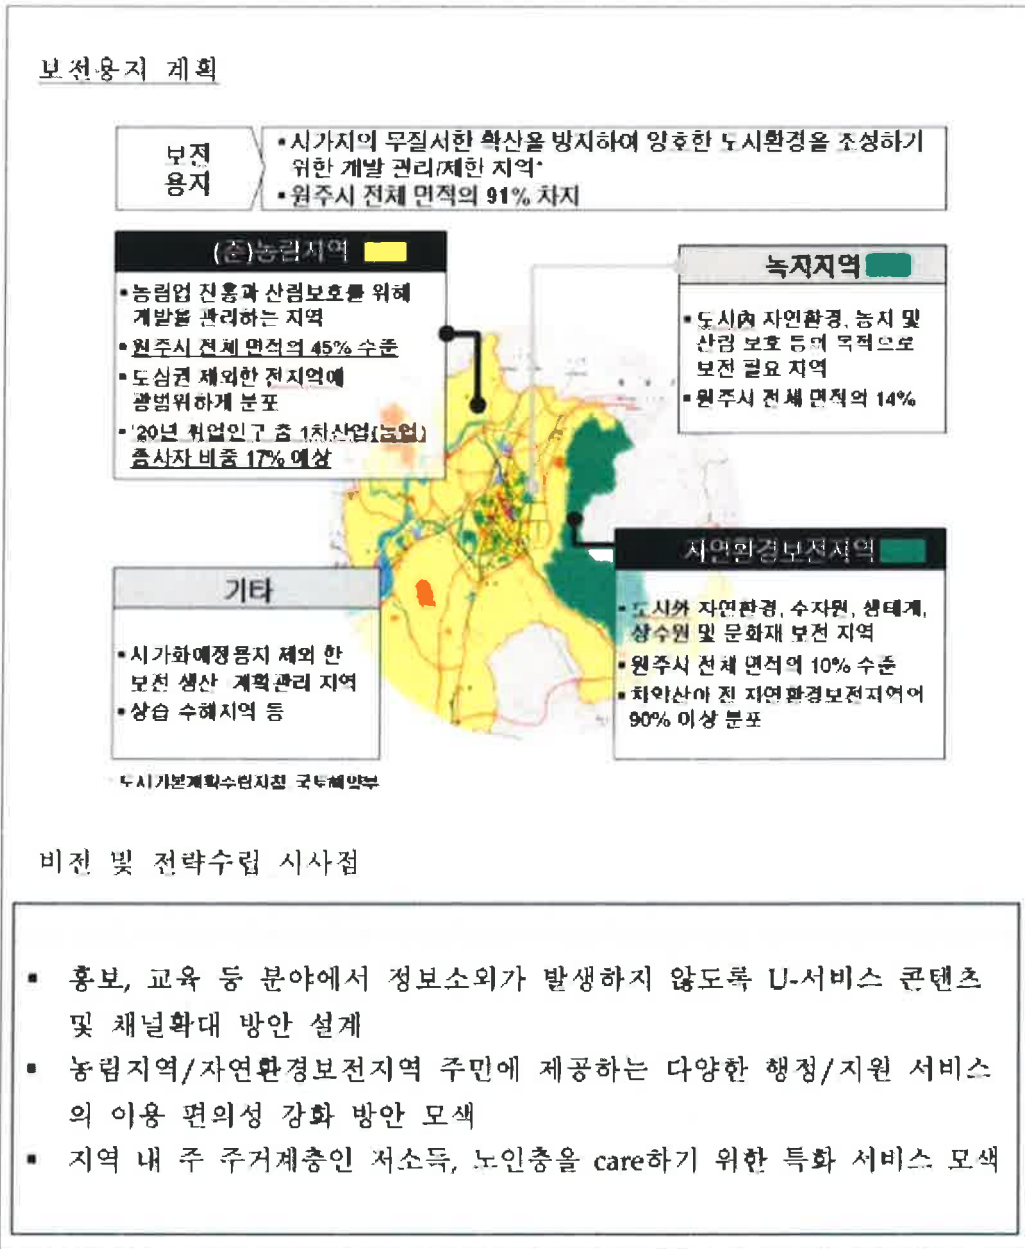 보전용지 계획
보전
용지
▪ 시가지의 무질서한 확산을 방지하여 양호한 도시환경을 조성하기
위한 개발 관리/제한 지역*
▪ 원주시 전체 면적의 91% 차지
(준)농림지역
▪ 농림업 진흥과 산림보호를 위해
개발을 관리하는 지역
▪ 원주시 전체 면적의 45% 수준
▪ 도심권 제외한 전지역에
광범위하게 분포
▪ '20년 취업인구 중 1차산업(농업)
종사자 비중 17% 예상
녹지지역
▪ 도시內 자연환경, 농지 및
산림 보호 등의 목적으로
보전 필요 지역
▪ 원주시 전체 면적의 14%
자연환경보전지역
▪ 도시外 자연환경, 수자원, 생태계,
상수원 및 문화재 보전 지역
▪ 원주시 전체 면적의 10% 수준
▪ 치악산에 전 자연환경보전지역의
90% 이상 분포
기타
▪ 시가화예정용지 제외 한
보전 생산 계획관리 지역
▪ 상습 수해지역 등
* 도시기본계획수립지침 국토해양부
비전 및 전략수립 시사점
▪ 홍보, 교육 등 분야에서 정보소외가 발생하지 않도록 U-서비스 콘텐츠
및 채널확대 방안 설계
▪ 농림지역/자연환경보전지역 주민에 제공하는 다양한 행정/지원 서비스
의 이용 편의성 강화 방안 모색
▪ 지역 내 주 주거계층인 저소득, 노인층을 care하기 위한 특화 서비스 모색